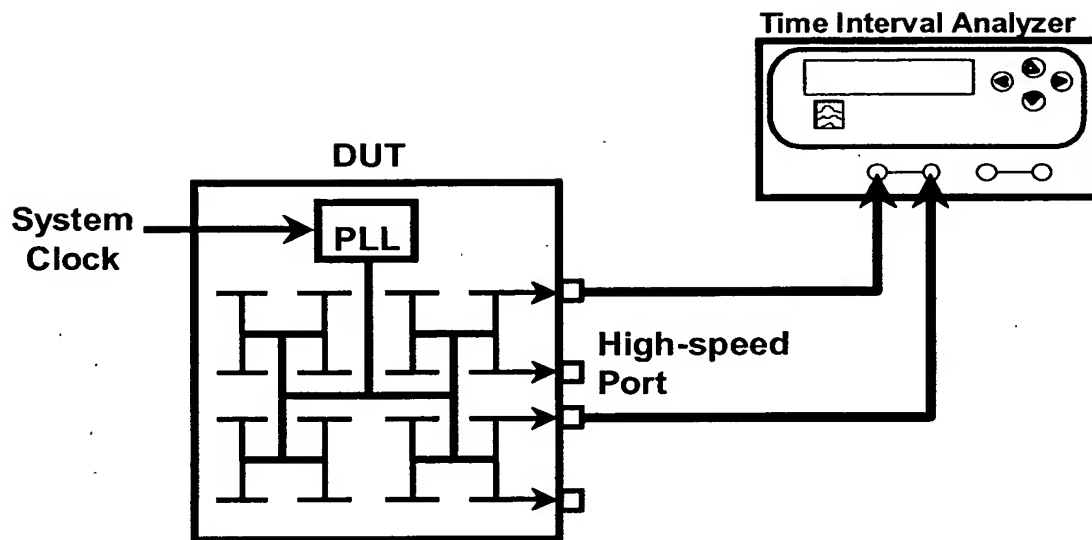 Time Interval Analyzer
DUT
System
Clock
PLL
High-speed
Port